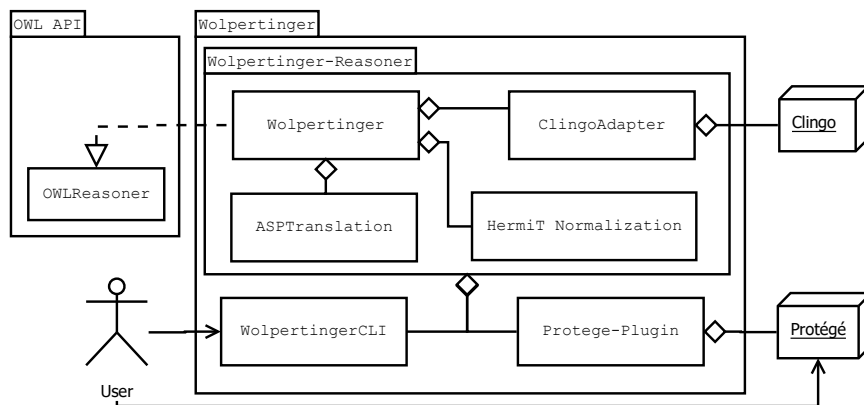 OWL API
Wolpertinger
Wolpertinger-Reasoner
Wolpertinger
ClingoAdapter
Clingo
OWLReasoner
ASPTranslation
HermiT Normalization
WolpertingerCLI
Protege-Plugin
Protégé
User